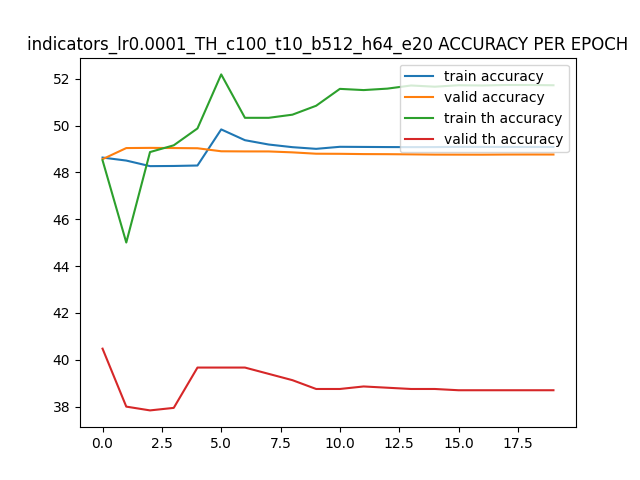 indicators_lr0.0001_TH_c100_t10_b512_h64_e20 ACCURACY PER EPOCH
train accuracy
valid accuracy
train th accuracy
valid th accuracy
52
50
48
46
44
42
40
38
0.0 2.5 5.0 7.5 10.0 12.5 15.0 17.5